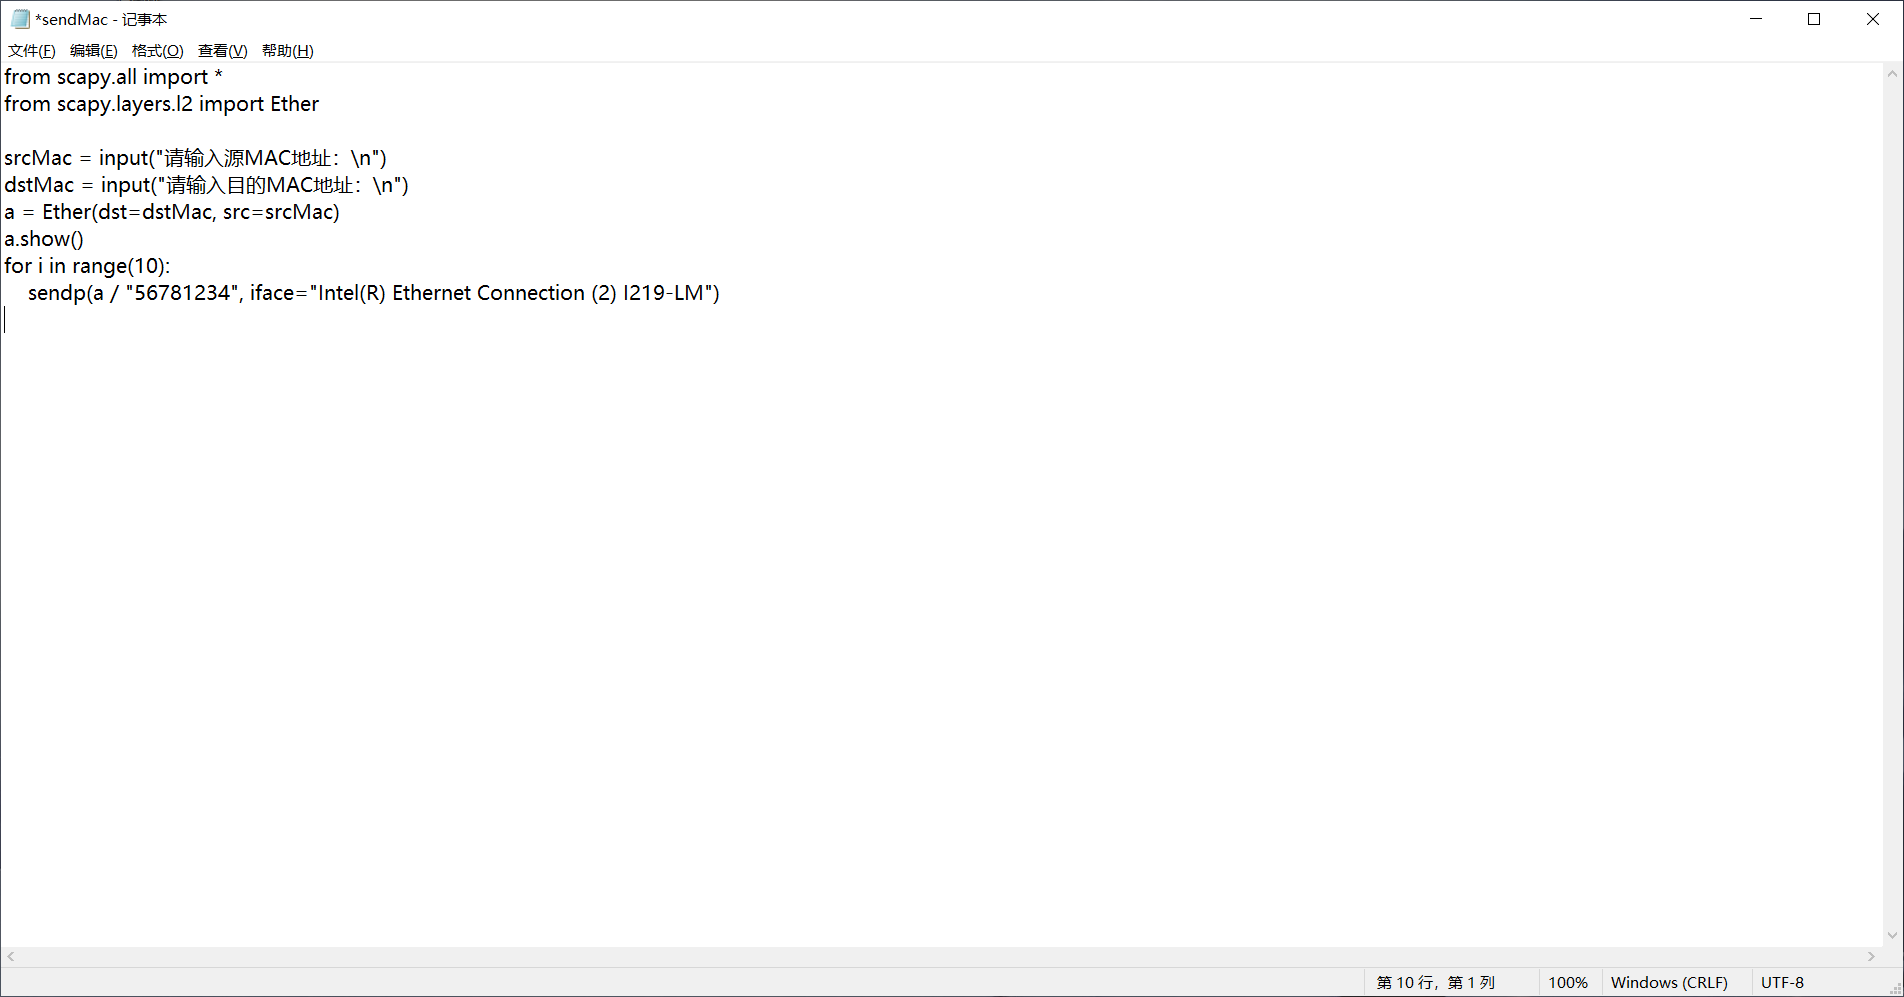 *sendMac - 记事本
文件(F) 编辑(E) 格式(O) 查看(V) 帮助(H)
from scapy.all import *
from scapy.layers.l2 import Ether
srcMac = input("请输入源MAC地址：\n")
dstMac = input("请输入目的MAC地址：\n")
a = Ether(dst=dstMac, src=srcMac)
a.show()
for i in range(10):
    sendp(a / "56781234", iface="Intel(R) Ethernet Connection (2) I219-LM")
第 10 行，第 1 列 100% Windows (CRLF) UTF-8